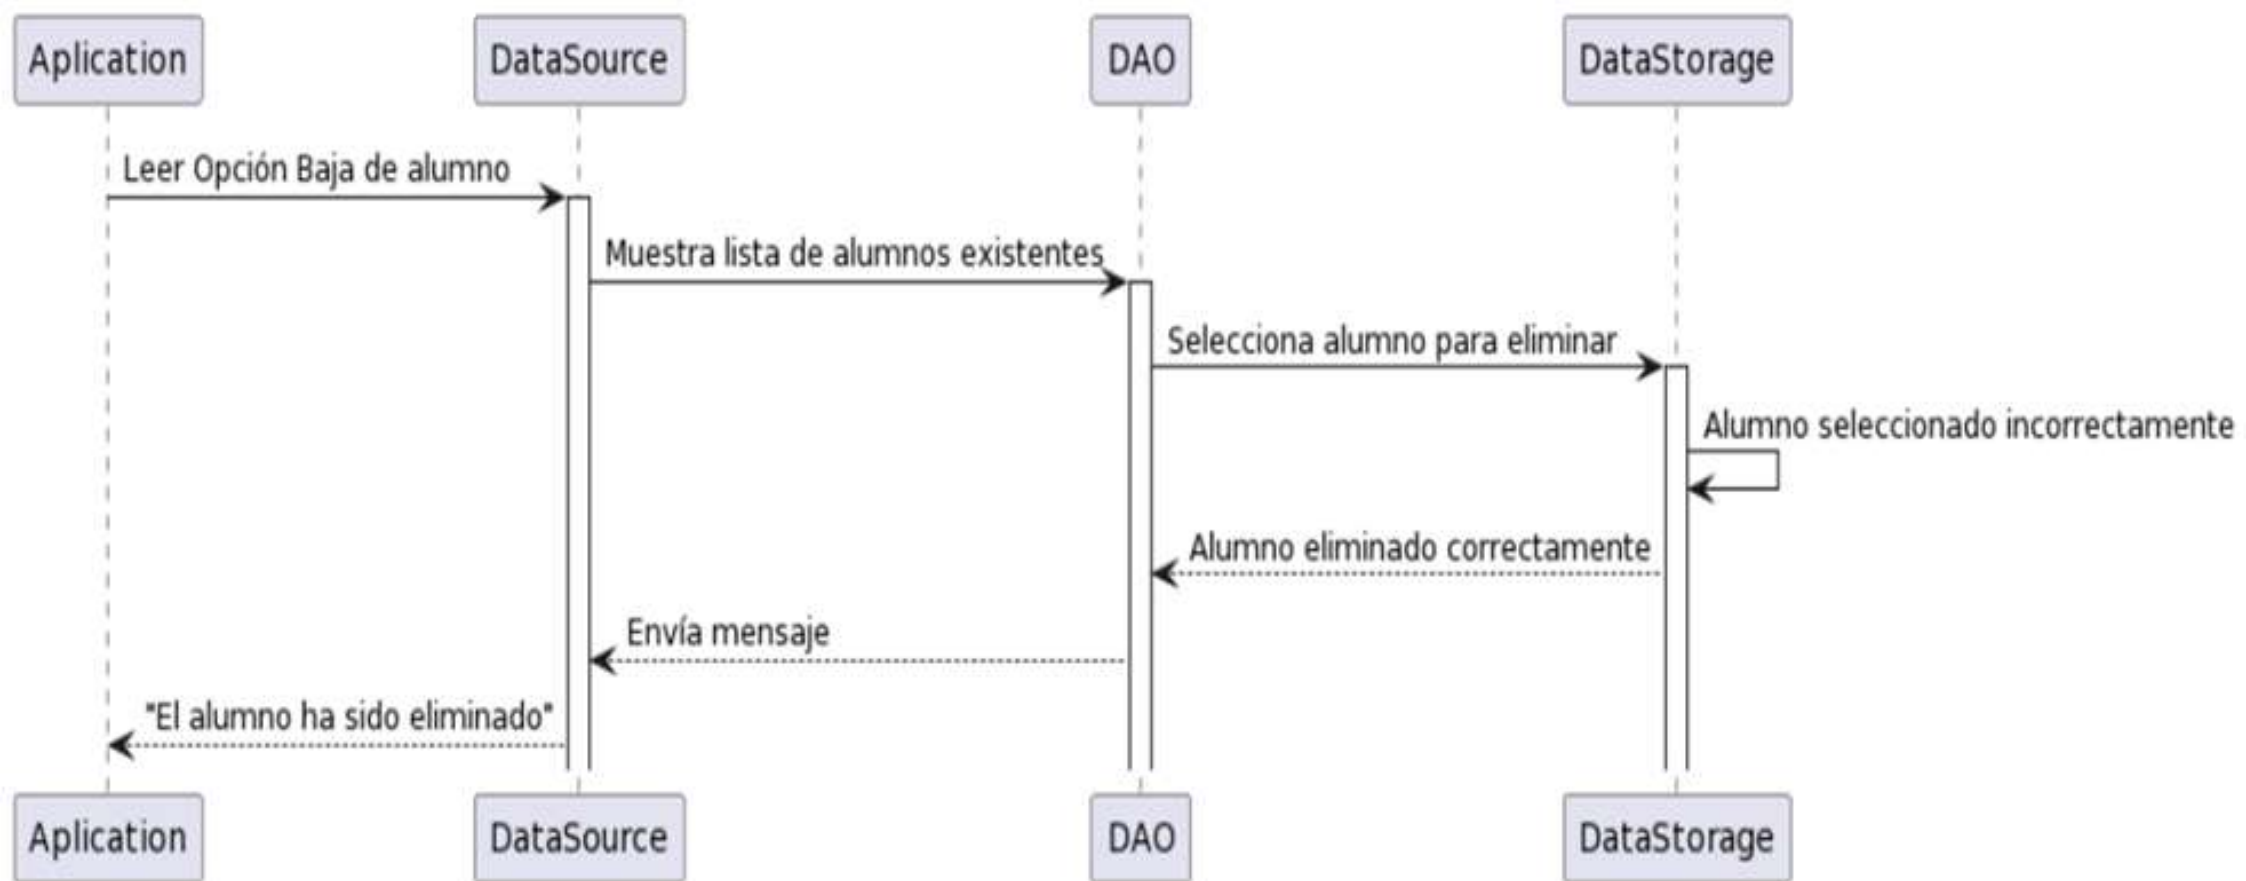 Aplication
DataSource
DAO
DataStorage
Leer Opción Baja de alumno
Muestra lista de alumnos existentes
Selecciona alumno para eliminar
Alumno seleccionado incorrectamente
Alumno eliminado correctamente
Envía mensaje
"El alumno ha sido eliminado"
Aplication
DataSource
DAO
DataStorage